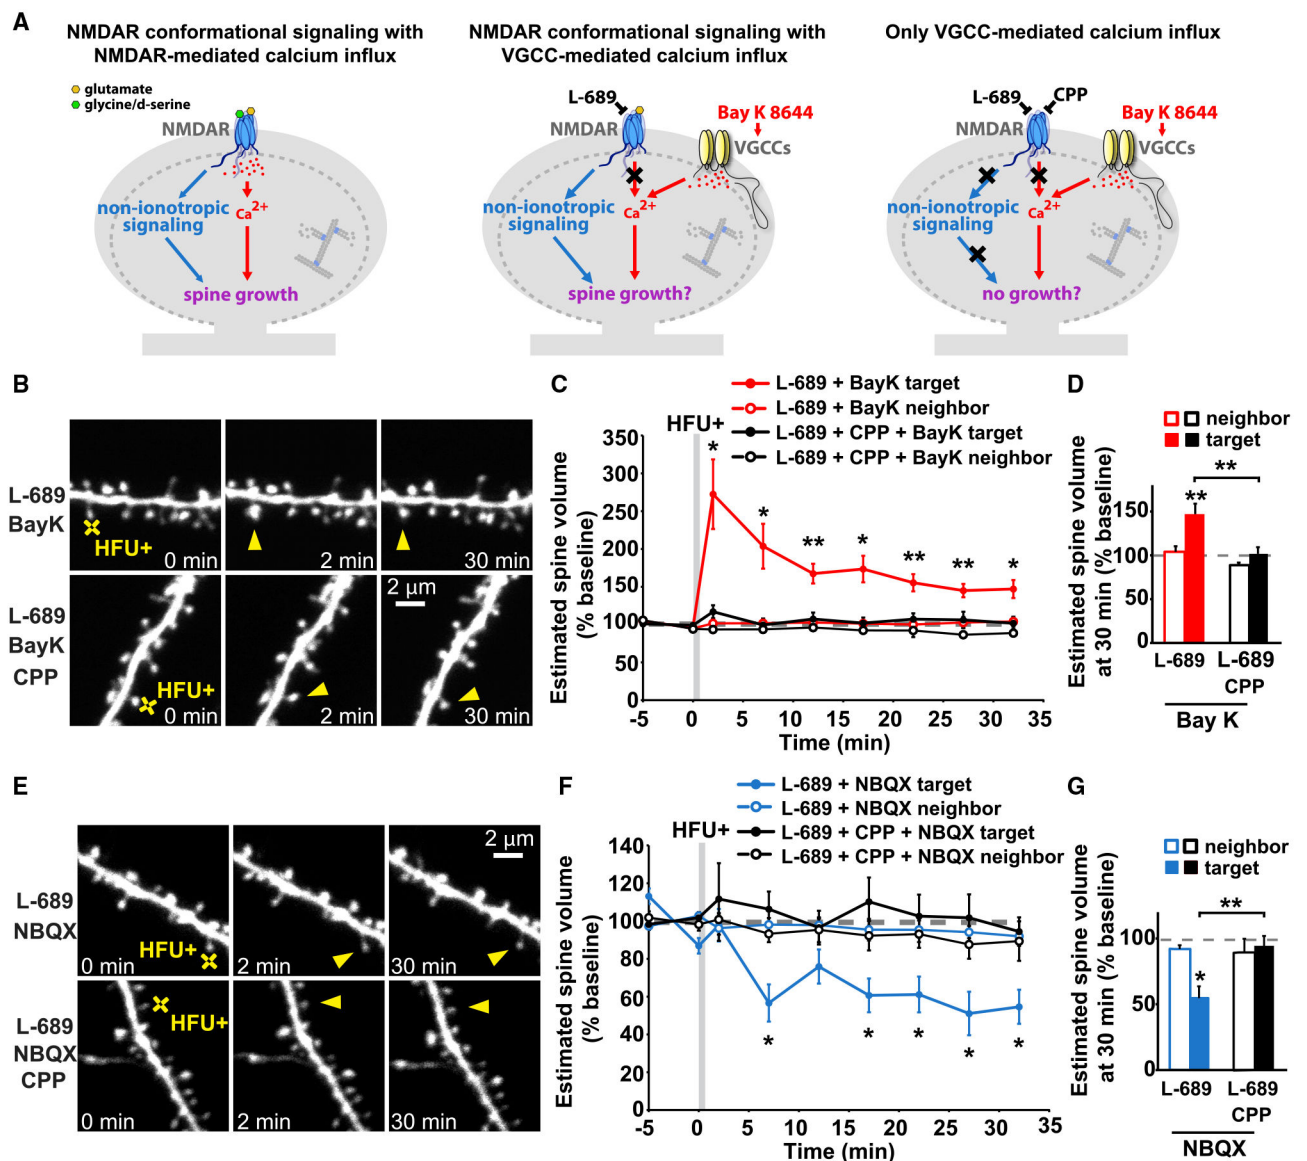 A
NMDAR conformational signaling with
NMDAR-mediated calcium influx
glutamate
glycine/d-serine
NMDAR
non-ionotropic
signaling
Ca2+
spine growth
NMDAR conformational signaling with
VGCC-mediated calcium influx
L-689
Bay K 8644
NMDAR
VGCCs
non-ionotropic
signaling
Ca2+
spine growth?
Only VGCC-mediated calcium influx
L-689
CPP
Bay K 8644
NMDAR
VGCCs
non-ionotropic
signaling
Ca2+
no growth?
B
L-689
BayK
HFU+
0 min
2 min
30 min
L-689
BayK
CPP
HFU+
0 min
2 min
2 µm
30 min
C
L-689 + BayK target
L-689 + BayK neighbor
L-689 + CPP + BayK target
L-689 + CPP + BayK neighbor
HFU+
Estimated spine volume
(% baseline)
350
300
250
200
150
100
50
0
* * ** * ** ** *
-5 0 5 10 15 20 25 30 35
Time (min)
D
neighbor
target
**
**
Estimated spine volume
at 30 min (% baseline)
150
100
50
0
L-689 L-689
CPP
Bay K
E
L-689
NBQX
HFU+
0 min
2 min
2 µm
30 min
L-689
NBQX
CPP
HFU+
0 min
2 min
30 min
F
L-689 + NBQX target
L-689 + NBQX neighbor
L-689 + CPP + NBQX target
L-689 + CPP + NBQX neighbor
HFU+
Estimated spine volume
(% baseline)
140
120
100
80
60
40
20
0
* * * * *
-5 0 5 10 15 20 25 30 35
Time (min)
G
neighbor
target
**
*
Estimated spine volume
at 30 min (% baseline)
100
50
0
L-689 L-689
CPP
NBQX